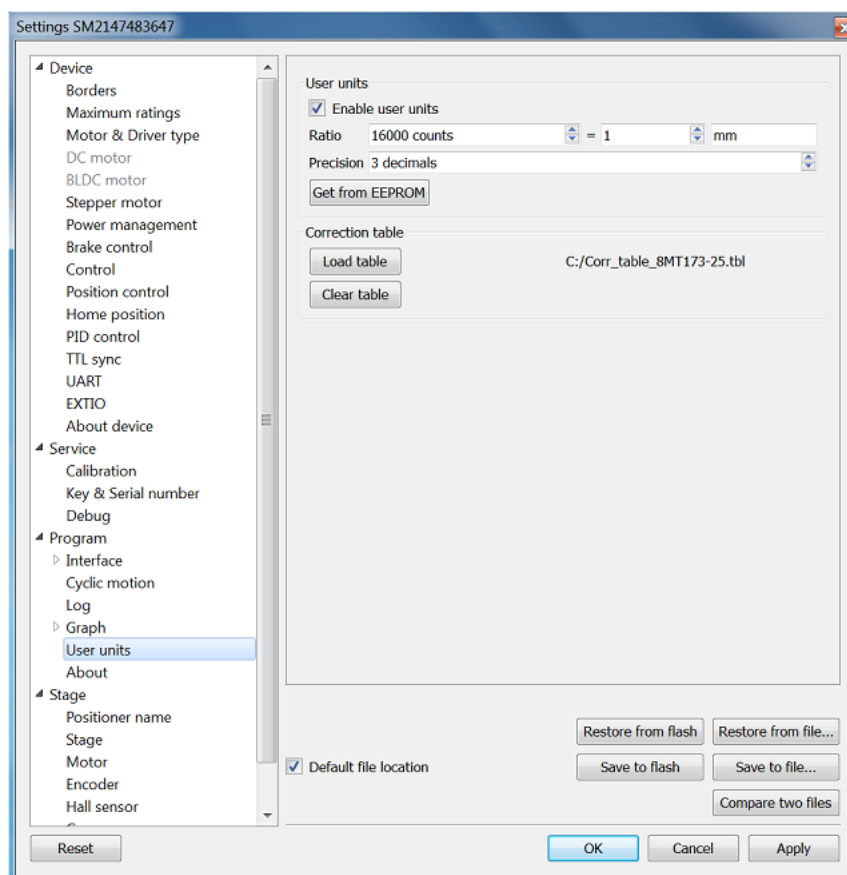 Settings SM2147483647
Device
Borders
Maximum ratings
Motor & Driver type
DC motor
BLDC motor
Stepper motor
Power management
Brake control
Control
Position control
Home position
PID control
TTL sync
UART
EXTIO
About device
Service
Calibration
Key & Serial number
Debug
Program
Interface
Cyclic motion
Log
Graph
User units
About
Stage
Positioner name
Stage
Motor
Encoder
Hall sensor
User units
Enable user units
Ratio 16000 counts = 1 mm
Precision 3 decimals
Get from EEPROM
Correction table
Load table C:/Corr_table_8MT173-25.tbl
Clear table
Restore from flash Restore from file...
Default file location Save to flash Save to file...
Compare two files
Reset OK Cancel Apply